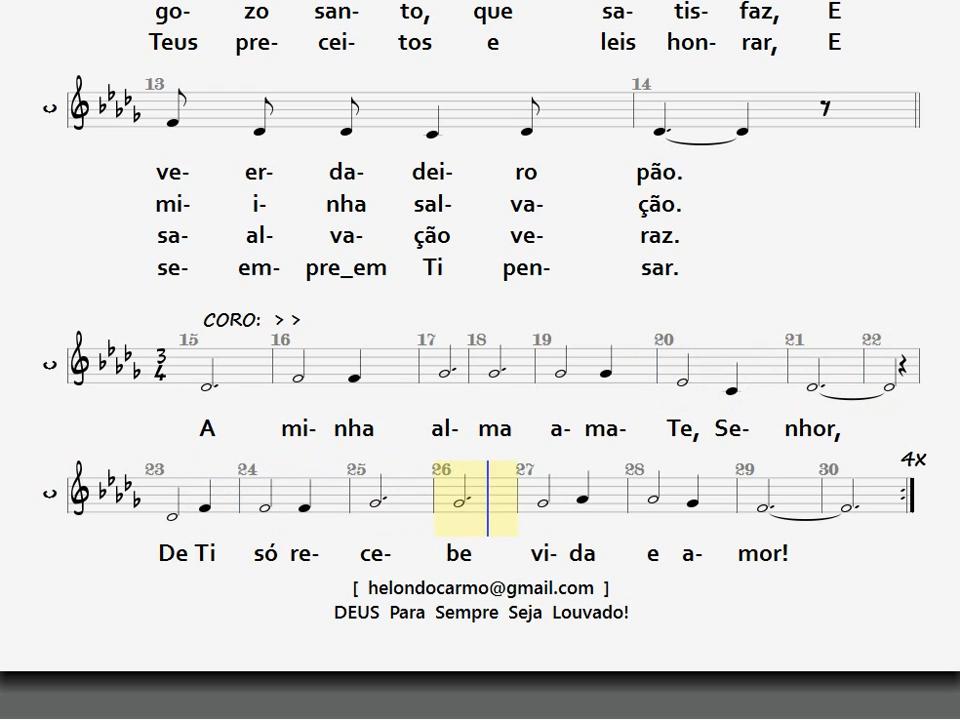 go- zo san- to, que sa- tis- faz, E
Teus pre- cei- tos e leis hon- rar, E
13 14
ve- er- da- dei- ro pão.
mi- i- nha sal- va- ção.
sa- al- va- ção ve- raz.
se- em- pre_em Ti pen- sar.
CORO: > >
15 16 17 18 19 20 21 22
3
4
A mi- nha al- ma a- ma- Te, Se- nhor,
4x
23 24 25 26 27 28 29 30
De Ti só re- ce- be vi- da e a- mor!
[ helondocarmo@gmail.com ]
DEUS Para Sempre Seja Louvado!